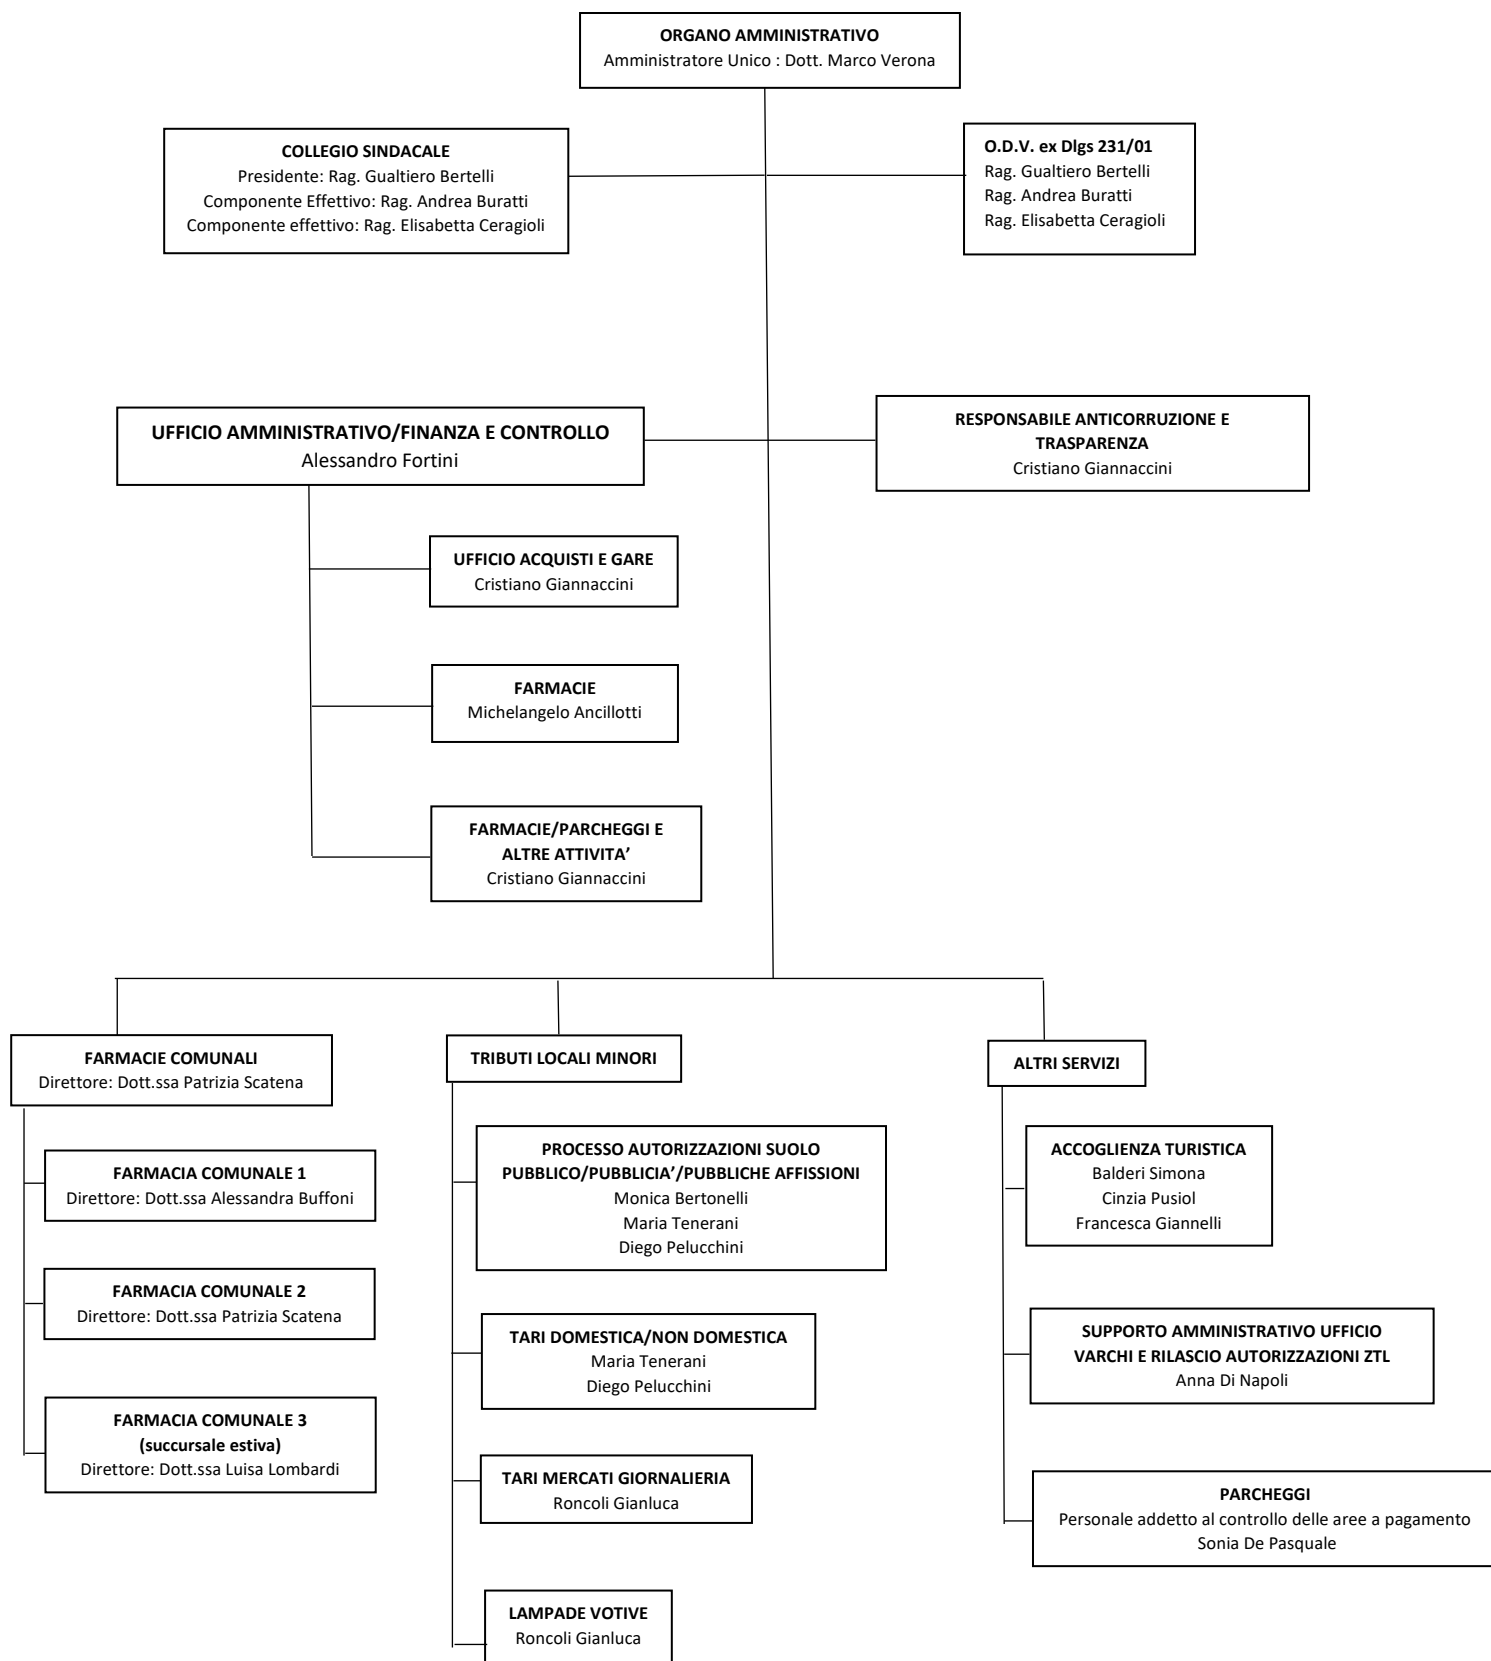 ORGANO AMMINISTRATIVO
Amministratore Unico : Dott. Marco Verona
COLLEGIO SINDACALE
Presidente: Rag. Gualtiero Bertelli
Componente Effettivo: Rag. Andrea Buratti
Componente effettivo: Rag. Elisabetta Ceragioli
O.D.V. ex Dlgs 231/01
Rag. Gualtiero Bertelli
Rag. Andrea Buratti
Rag. Elisabetta Ceragioli
UFFICIO AMMINISTRATIVO/FINANZA E CONTROLLO
Alessandro Fortini
RESPONSABILE ANTICORRUZIONE E
TRASPARENZA
Cristiano Giannaccini
UFFICIO ACQUISTI E GARE
Cristiano Giannaccini
FARMACIE
Michelangelo Ancillotti
FARMACIE/PARCHEGGI E
ALTRE ATTIVITA’
Cristiano Giannaccini
FARMACIE COMUNALI
Direttore: Dott.ssa Patrizia Scatena
FARMACIA COMUNALE 1
Direttore: Dott.ssa Alessandra Buffoni
FARMACIA COMUNALE 2
Direttore: Dott.ssa Patrizia Scatena
FARMACIA COMUNALE 3
(succursale estiva)
Direttore: Dott.ssa Luisa Lombardi
TRIBUTI LOCALI MINORI
PROCESSO AUTORIZZAZIONI SUOLO
PUBBLICO/PUBBLICIA’/PUBBLICHE AFFISSIONI
Monica Bertonelli
Maria Tenerani
Diego Pelucchini
TARI DOMESTICA/NON DOMESTICA
Maria Tenerani
Diego Pelucchini
TARI MERCATI GIORNALIERIA
Roncoli Gianluca
LAMPADE VOTIVE
Roncoli Gianluca
ALTRI SERVIZI
ACCOGLIENZA TURISTICA
Balderi Simona
Cinzia Pusiol
Francesca Giannelli
SUPPORTO AMMINISTRATIVO UFFICIO
VARCHI E RILASCIO AUTORIZZAZIONI ZTL
Anna Di Napoli
PARCHEGGI
Personale addetto al controllo delle aree a pagamento
Sonia De Pasquale